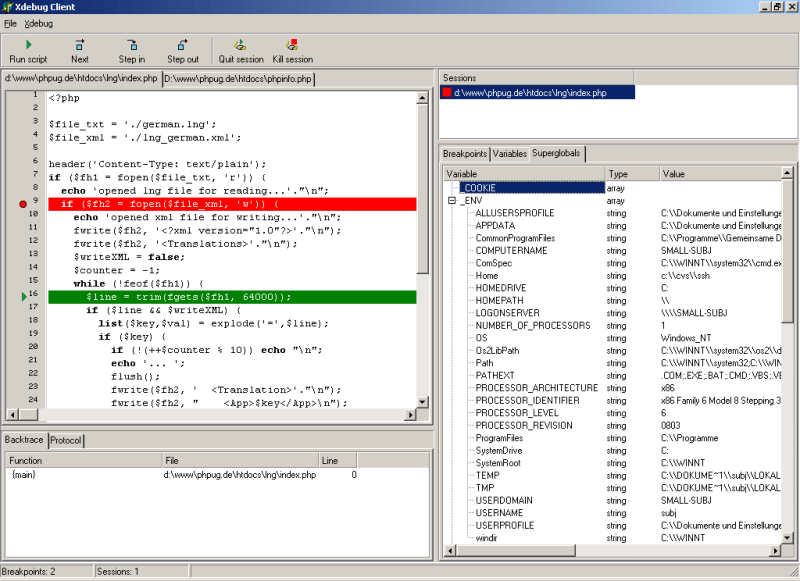 Xdebug Client
File Xdebug
Run script Next Step in Step out Quit session Kill session
d:\www\phpug.de\htdocs\lng\index.php D:\www\phpug.de\htdocs\phpinfo.php
1 <?php
2
3 $file_txt = './german.lng';
4 $file_xml = './lng_german.xml';
5
6 header('Content-Type: text/plain');
7 if ($fh1 = fopen($file_txt, 'r')) {
8 echo 'opened lng file for reading...'."\n";
9 if ($fh2 = fopen($file_xml, 'w')) {
10 echo 'opened xml file for writing...'."\n";
11 fwrite($fh2, '<?xml version="1.0"?>'."\n");
12 fwrite($fh2, '<Translations>'."\n");
13 $writeXML = false;
14 $counter = -1;
15 while (!feof($fh1)) {
16 $line = trim(fgets($fh1, 64000));
17 if ($line && $writeXML) {
18 list($key,$val) = explode('=',$line);
19 if ($key) {
20 if (!(++$counter % 10)) echo "\n";
21 echo '... ';
22 flush();
23 fwrite($fh2, ' <Translation>'."\n");
24 fwrite($fh2, " <App>$key</App>\n");
Backtrace Protocol
Function File Line
{main} d:\www\phpug.de\htdocs\lng\index.php 0
Sessions
d:\www\phpug.de\htdocs\lng\index.php
Breakpoints Variables Superglobals
Variable Type Value
_COOKIE array
_ENV array
ALLUSERSPROFILE string C:\\Dokumente und Einstellunge
APPDATA string C:\\Dokumente und Einstellunge
CommonProgramFiles string C:\\Programme\\Gemeinsame D
COMPUTERNAME string SMALL-SUBJ
ComSpec string C:\\WINNT\\system32\\cmd.ex
Home string c:\\cvs\\ssh
HOMEDRIVE string C:
HOMEPATH string \\
LOGONSERVER string \\\\SMALL-SUBJ
NUMBER_OF_PROCESSORS string 1
OS string Windows_NT
Os2LibPath string C:\\WINNT\\system32\\os2\\d
Path string C:\\WINNT\\system32;C:\\WIN
PATHEXT string .COM;.EXE;.BAT;.CMD;.VBS;.VB
PROCESSOR_ARCHITECTURE string x86
PROCESSOR_IDENTIFIER string x86 Family 6 Model 8 Stepping 3
PROCESSOR_LEVEL string 6
PROCESSOR_REVISION string 0803
ProgramFiles string C:\\Programme
SystemDrive string C:
SystemRoot string C:\\WINNT
TEMP string C:\\DOKUME~1\\subj\\LOKAL
TMP string C:\\DOKUME~1\\subj\\LOKAL
USERDOMAIN string SMALL-SUBJ
USERNAME string subj
USERPROFILE string C:\\Dokumente und Einstellunge
windir string C:\\WINNT
Breakpoints: 2 Sessions: 1